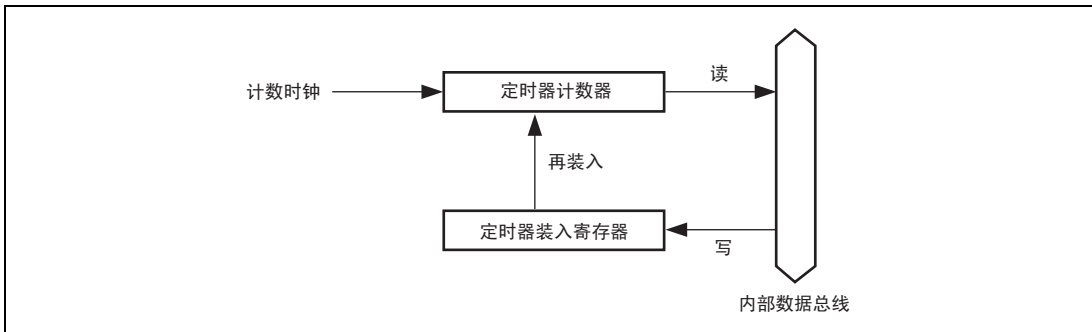 读
计数时钟
定时器计数器
再装入
定时器装入寄存器
写
内部数据总线